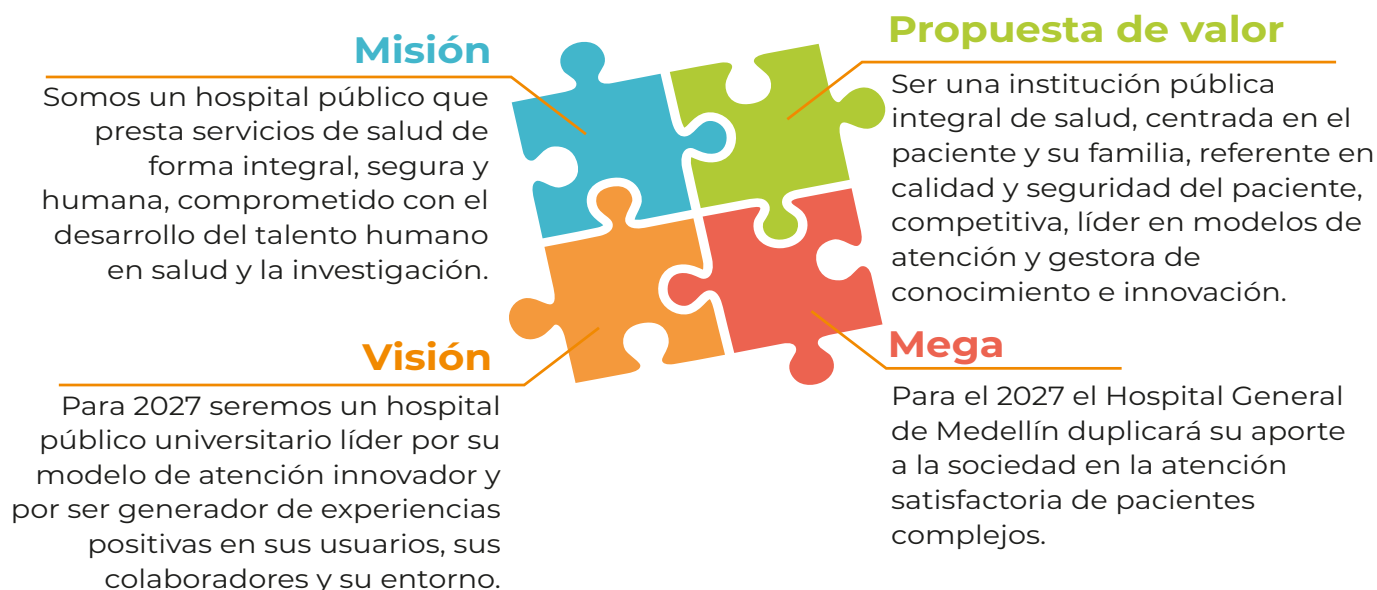 Misión
Somos un hospital público que
presta servicios de salud de
forma integral, segura y
humana, comprometido con el
desarrollo del talento humano
en salud y la investigación.
Propuesta de valor
Ser una institución pública
integral de salud, centrada en el
paciente y su familia, referente en
calidad y seguridad del paciente,
competitiva, líder en modelos de
atención y gestora de
conocimiento e innovación.
Visión
Para 2027 seremos un hospital
público universitario líder por su
modelo de atención innovador y
por ser generador de experiencias
positivas en sus usuarios, sus
colaboradores y su entorno.
Mega
Para el 2027 el Hospital General
de Medellín duplicará su aporte
a la sociedad en la atención
satisfactoria de pacientes
complejos.